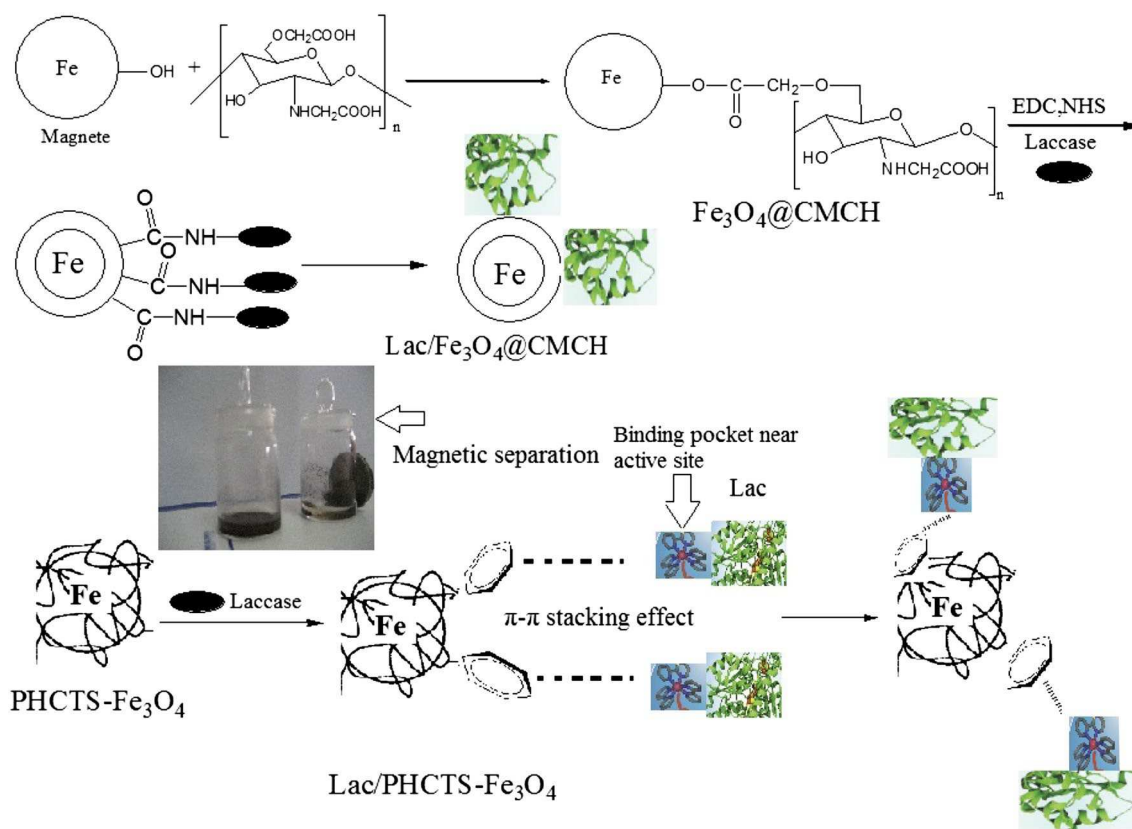 Fe
OH
+
OCH₂COOH
O
O
HO
NHCH₂COOH
n
Magnete
Fe
O
C
O
CH₂
O
O
O
HO
NHCH₂COOH
n
EDC,NHS
Laccase
Fe₃O₄@CMCH
O
C
NH
O
C
NH
C
NH
O
Fe
Fe
Lac/Fe₃O₄@CMCH
Magnetic separation
Binding pocket near
active site
Lac
Fe
Laccase
Fe
π-π stacking effect
Fe
PHCTS-Fe₃O₄
Lac/PHCTS-Fe₃O₄